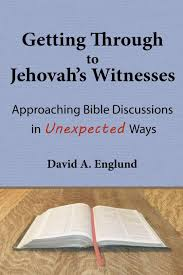 Getting Through
to
Jehovah's Witnesses
Approaching Bible Discussions
in Unexpected Ways
David A. Englund